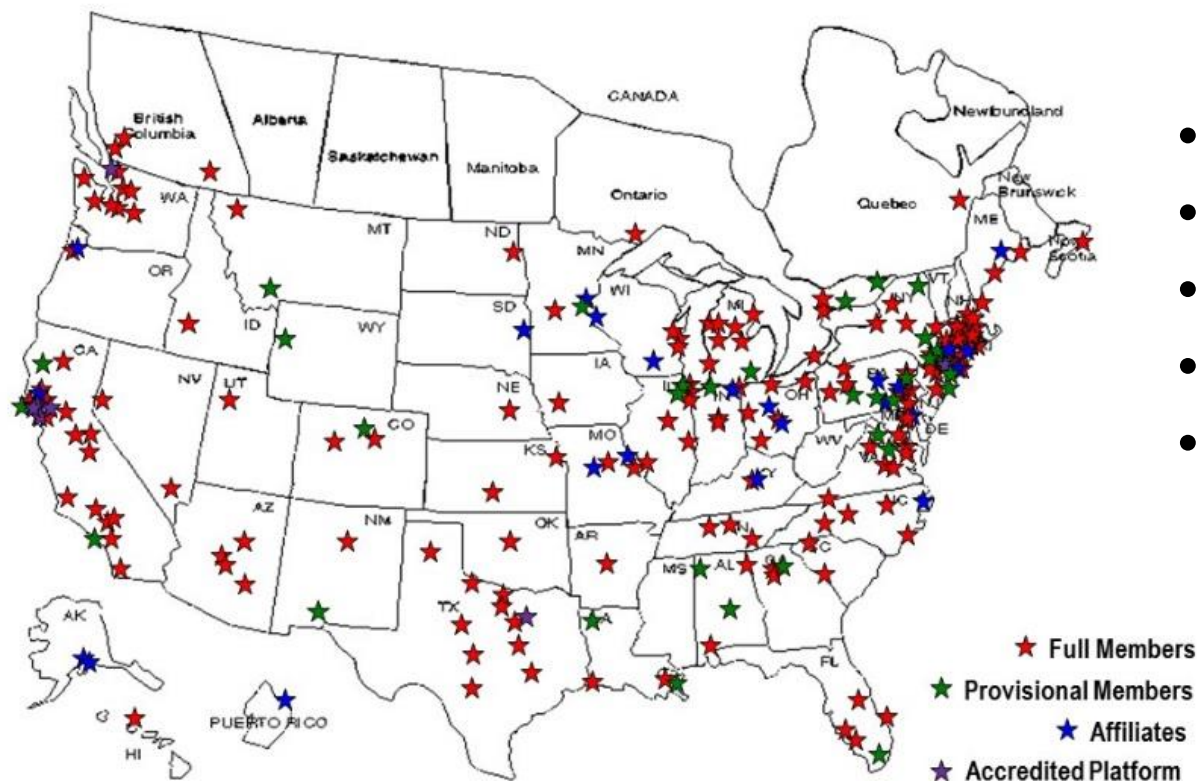 CANADA
British
Columbia
Alberta
Saskatchewan
Manitoba
Ontario
Quebec
Newfoundland
New
Brunswick
Nova
Scotia
WA
MT
ND
MN
ME
VT
NH
NY
OR
ID
WY
SD
WI
MI
CA
NV
UT
CO
NE
IA
IL
IN
OH
PA
WV
DE
VA
KS
MO
KY
NC
AZ
NM
OK
AR
TN
SC
TX
LA
MS
AL
GA
FL
AK
HI
PUERTO RICO
Full Members
Provisional Members
Affiliates
Accredited Platform